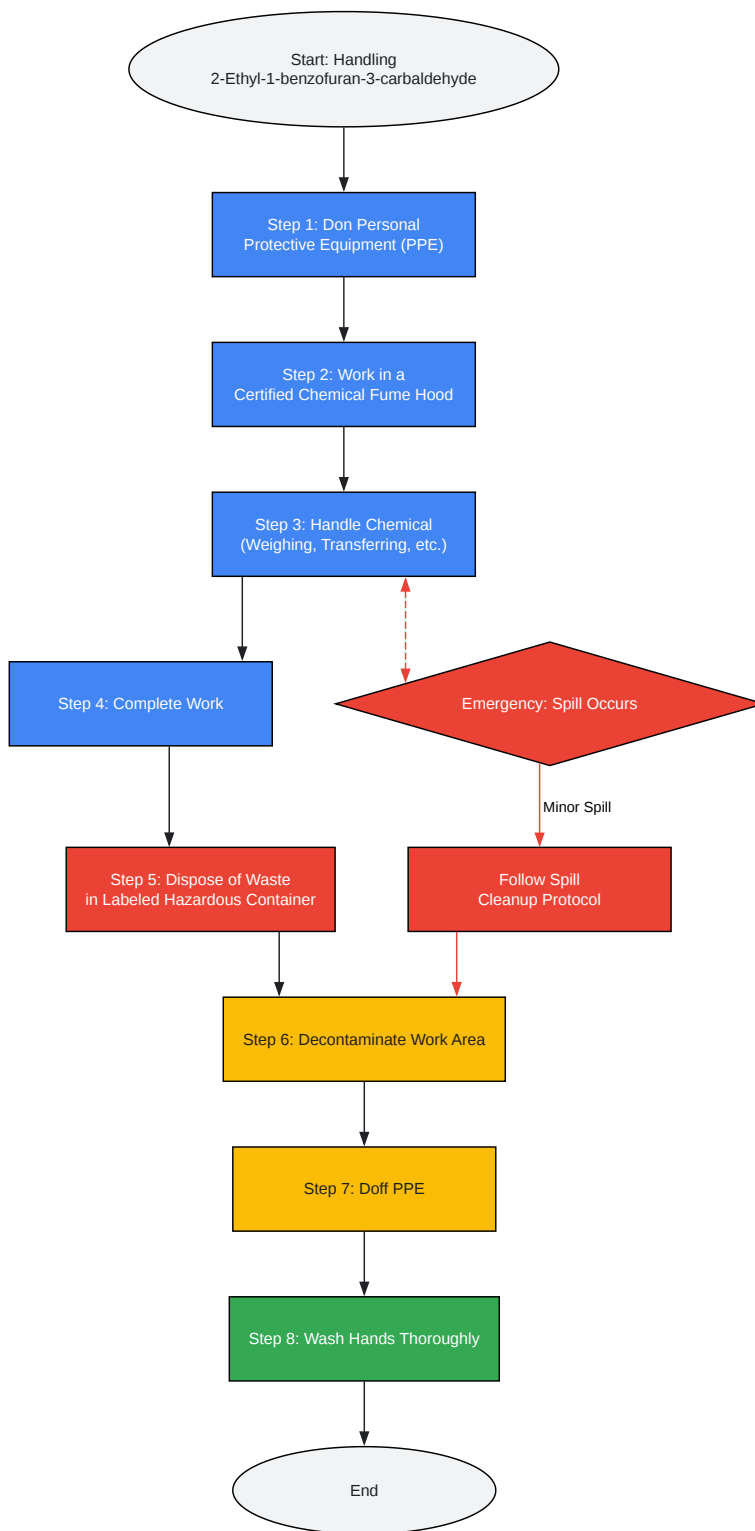 Start: Handling
2-Ethyl-1-benzofuran-3-carbaldehyde
Step 1: Don Personal
Protective Equipment (PPE)
Step 2: Work in a
Certified Chemical Fume Hood
Step 3: Handle Chemical
(Weighing, Transferring, etc.)
Step 4: Complete Work
Emergency: Spill Occurs
Minor Spill
Step 5: Dispose of Waste
in Labeled Hazardous Container
Follow Spill
Cleanup Protocol
Step 6: Decontaminate Work Area
Step 7: Doff PPE
Step 8: Wash Hands Thoroughly
End